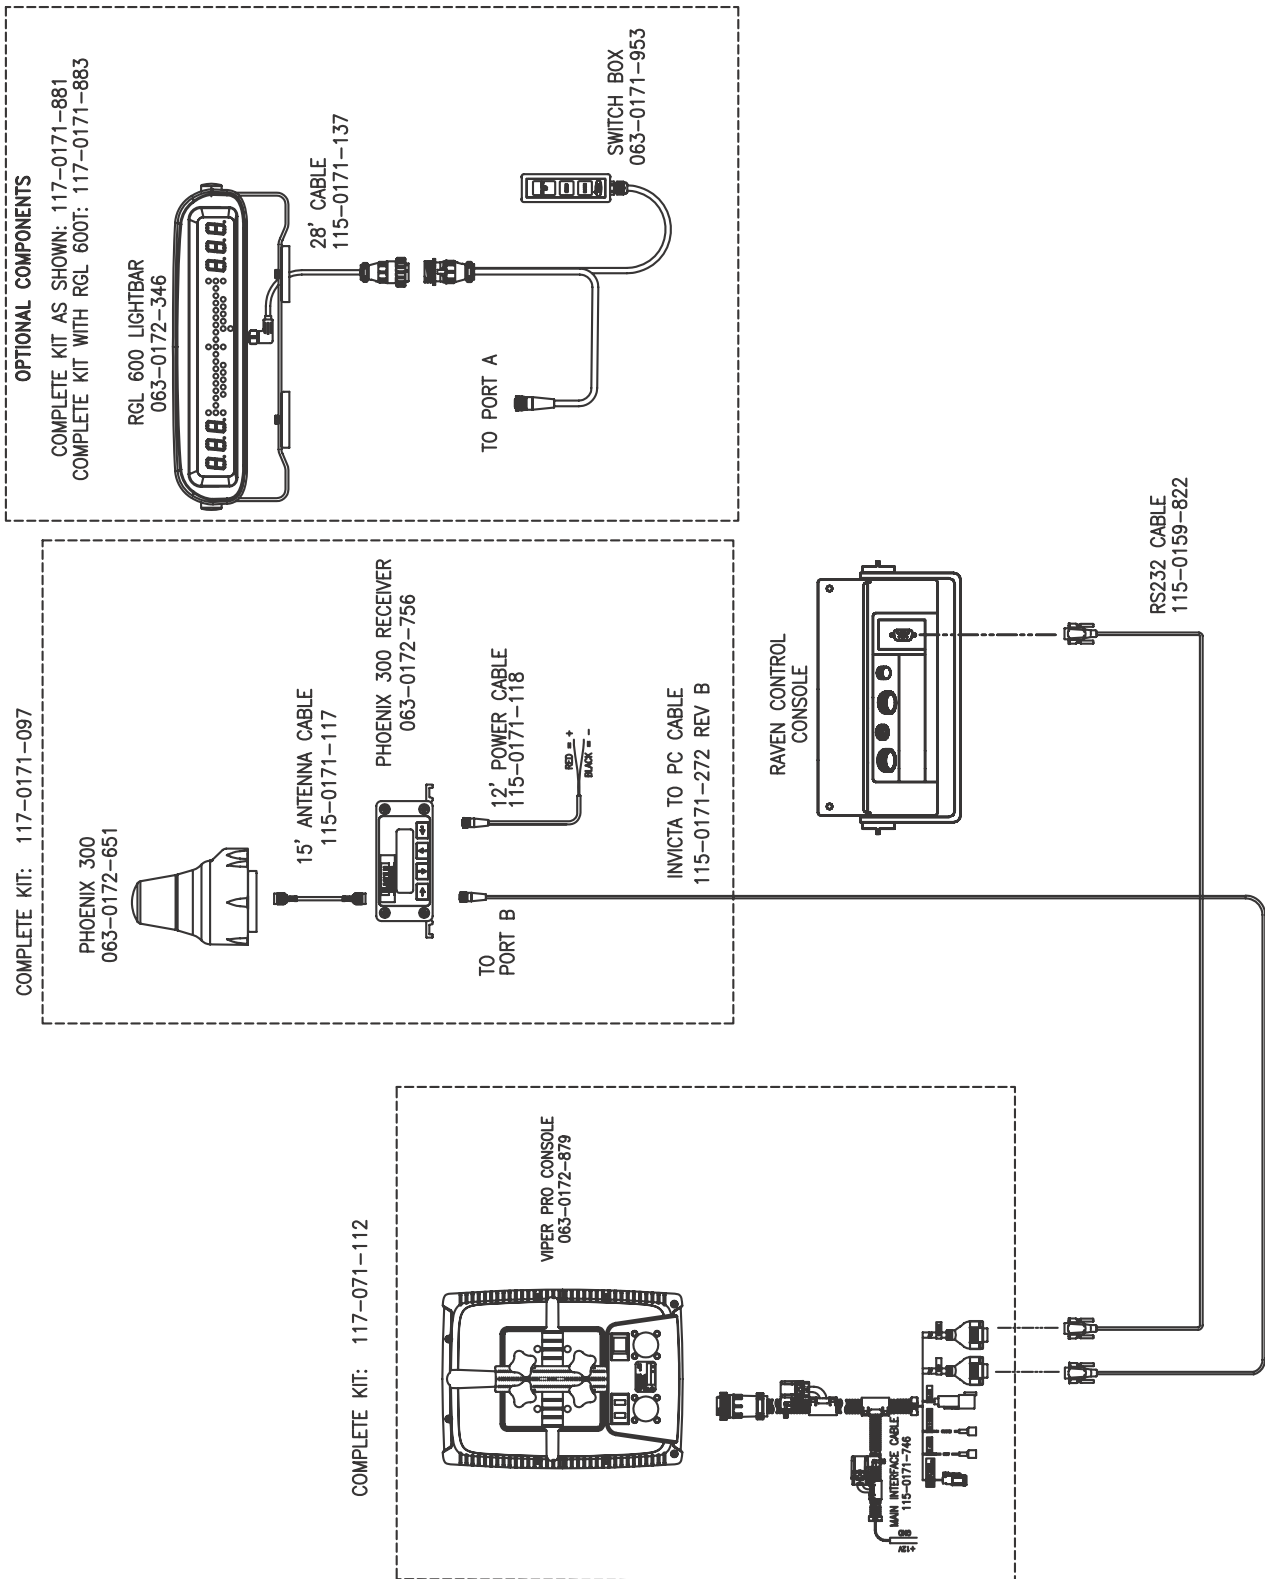 OPTIONAL COMPONENTS
COMPLETE KIT AS SHOWN: 117-0171-881
COMPLETE KIT WITH RGL 600T: 117-0171-883
RGL 600 LIGHTBAR
063-0172-346
28' CABLE
115-0171-137
SWITCH BOX
063-0171-953
TO PORT A
COMPLETE KIT: 117-0171-097
PHOENIX 300
063-0172-651
15' ANTENNA CABLE
115-0171-117
PHOENIX 300 RECEIVER
063-0172-756
12' POWER CABLE
115-0171-118
RED = +
BLACK = -
TO
PORT B
INVICTA TO PC CABLE
115-0171-272 REV B
RAVEN CONTROL
CONSOLE
RS232 CABLE
115-0159-822
COMPLETE KIT: 117-071-112
VIPER PRO CONSOLE
063-0172-879
MAIN INTERFACE CABLE
115-0171-746
GND
+12V